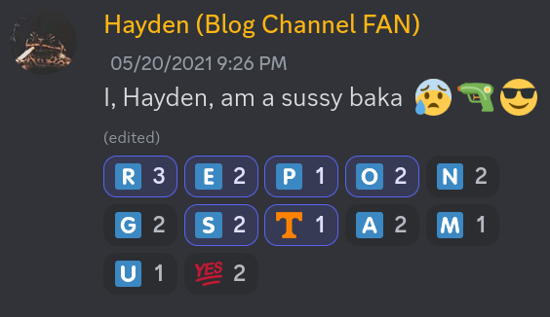 Hayden (Blog Channel FAN)
05/20/2021 9:26 PM
I, Hayden, am a sussy baka 😰🔫😎
(edited)
R 3 E 2 P 1 O 2 N 2
G 2 S 2 T 1 A 2 M 1
U 1 YES 2